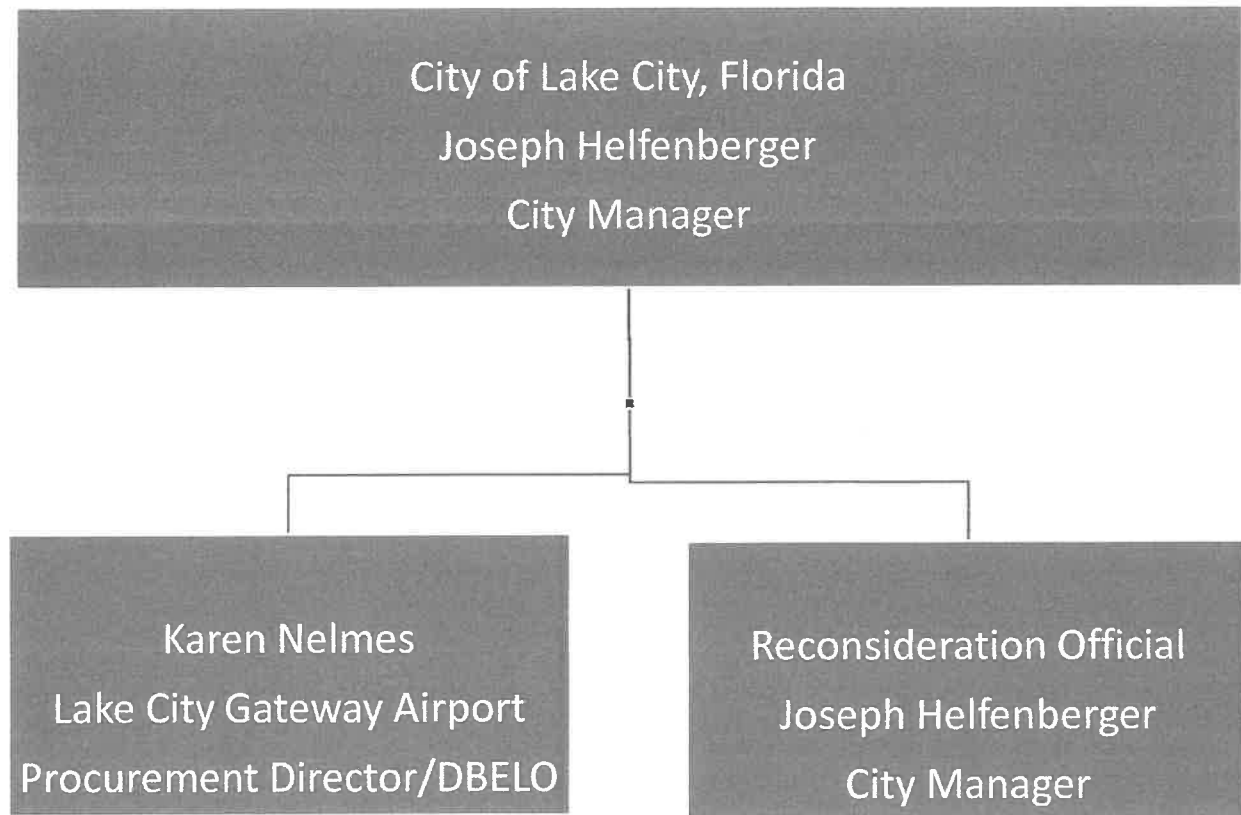 City of Lake City, Florida
Joseph Helfenberger
City Manager
Karen Nelmes
Lake City Gateway Airport
Procurement Director/DBELO
Reconsideration Official
Joseph Helfenberger
City Manager